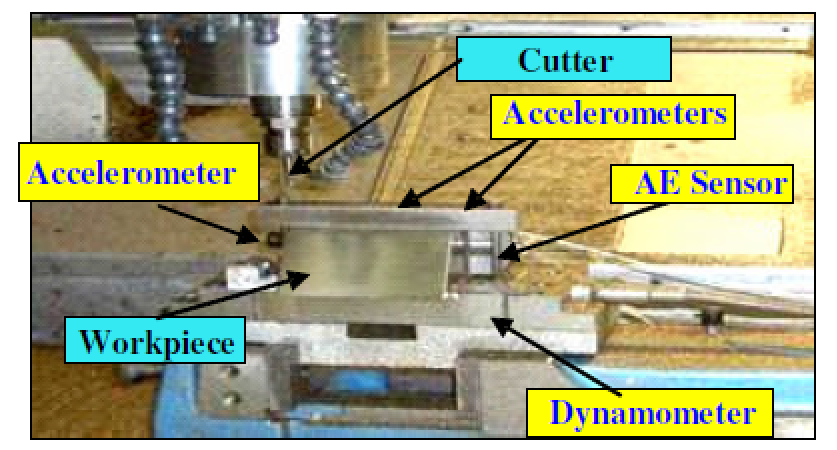 Cutter
Accelerometers
Accelerometer
AE Sensor
Workpiece
Dynamometer